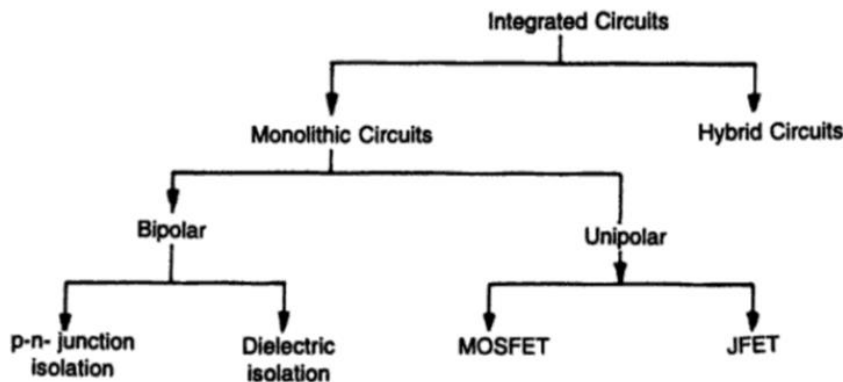 Integrated Circuits
Monolithic Circuits
Hybrid Circuits
Bipolar
Unipolar
p-n- junction
isolation
Dielectric
isolation
MOSFET
JFET